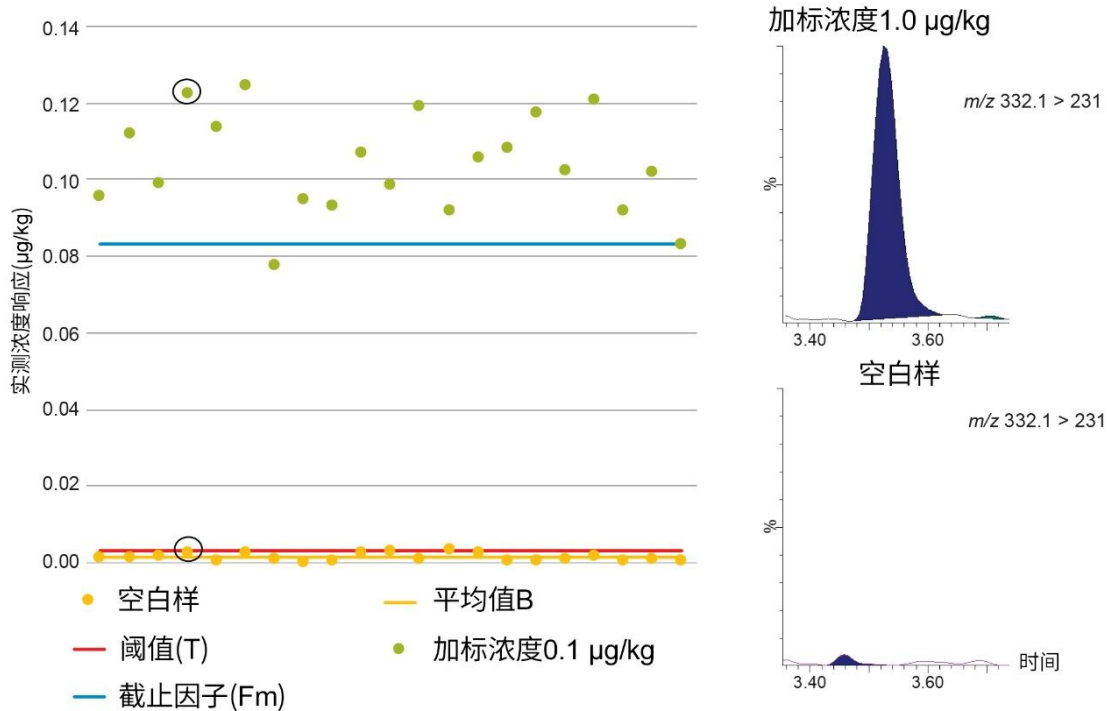 0.14
0.12
0.10
0.08
0.06
0.04
0.02
0.00
实测浓度响应(µg/kg)
空白样
平均值B
阈值(T)
加标浓度0.1 µg/kg
截止因子(Fm)
加标浓度1.0 µg/kg
m/z 332.1 > 231
%
3.40
3.60
空白样
m/z 332.1 > 231
%
3.40
3.60
时间